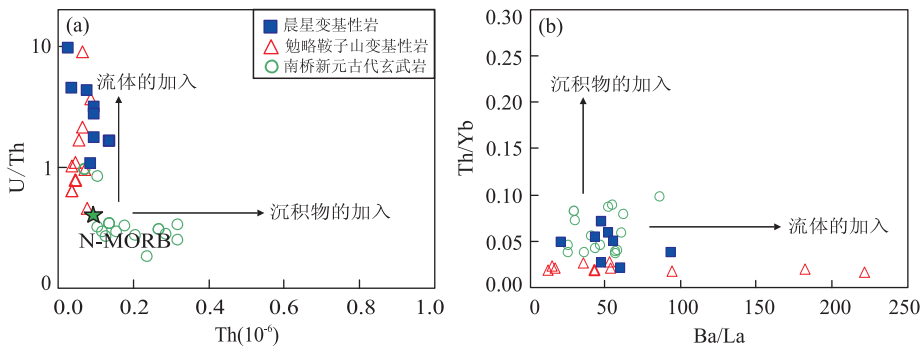 (a)
晨星变基性岩
勉略鞍子山变基性岩
南桥新元古代玄武岩
流体的加入
沉积物的加入
N-MORB
U/Th
10
1
0
0.0 0.2 0.4 0.6 0.8 1.0
Th(10-6)
(b)
沉积物的加入
流体的加入
Th/Yb
0.30
0.20
0.15
0.10
0.05
0.00
0 50 100 150 200 250
Ba/La